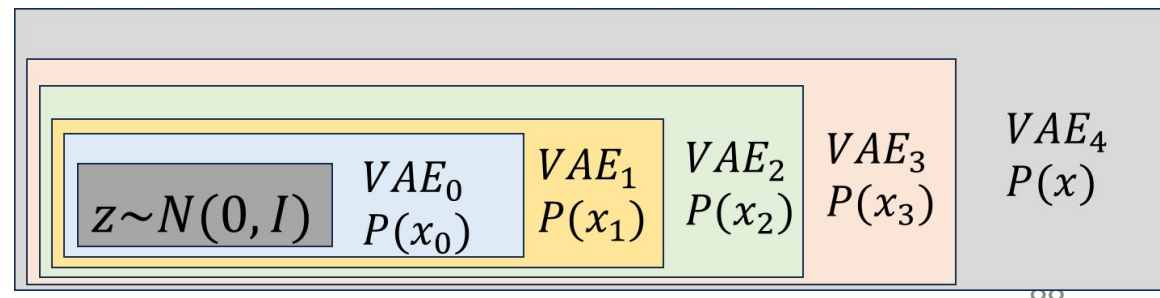 z~N(0, I)
VAE₀
P(x₀)
VAE₁
P(x₁)
VAE₂
P(x₂)
VAE₃
P(x₃)
VAE₄
P(x)